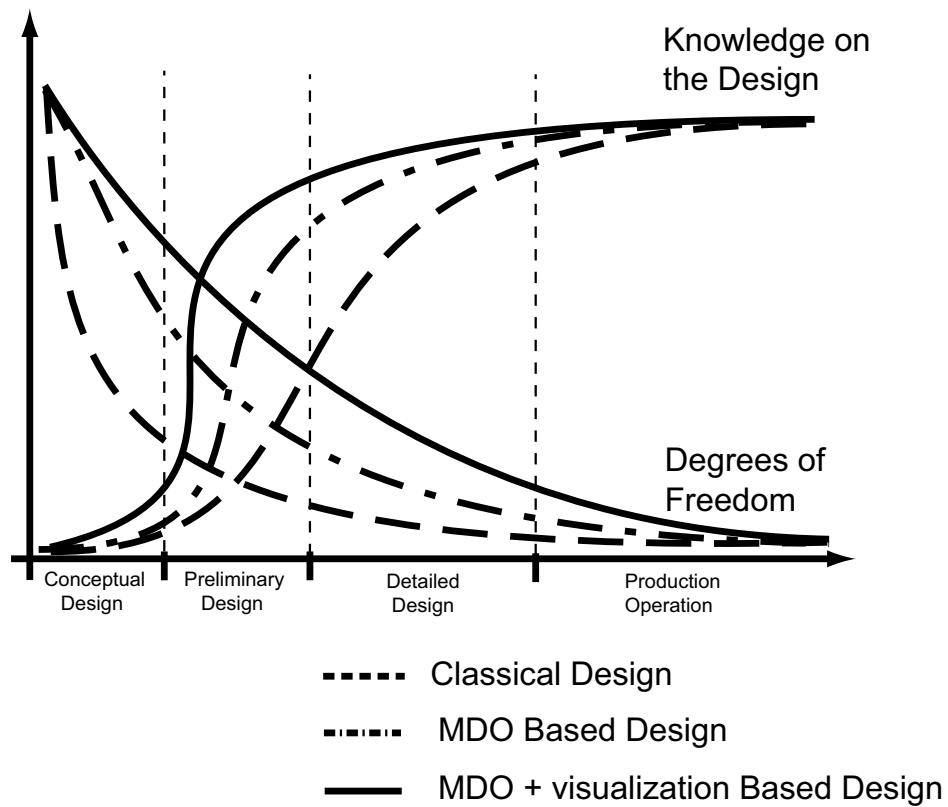 Knowledge on
the Design
Degrees of
Freedom
Conceptual
Design
Preliminary
Design
Detailed
Design
Production
Operation
Classical Design
MDO Based Design
MDO + visualization Based Design